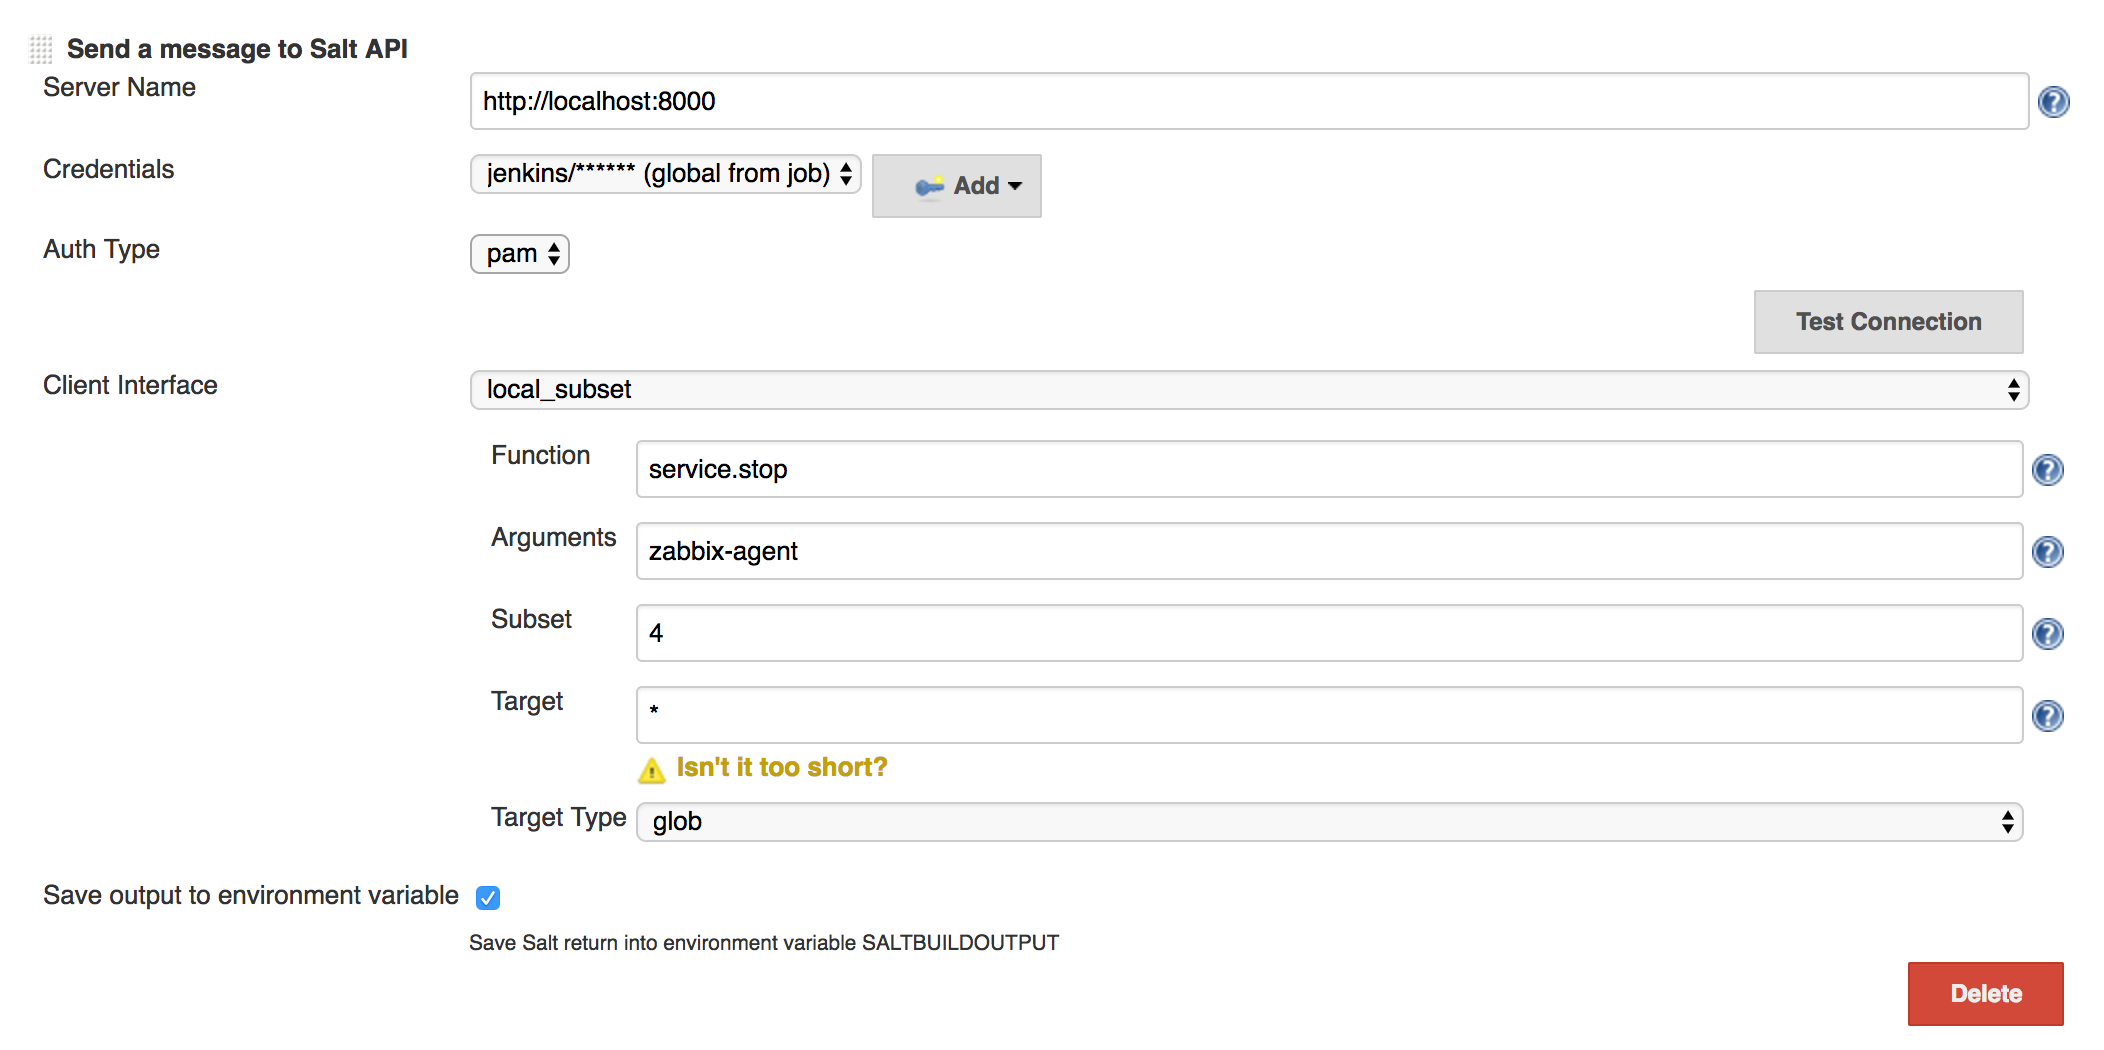 Send a message to Salt API
Server Name
http://localhost:8000
Credentials
jenkins/****** (global from job)
Add
Auth Type
pam
Test Connection
Client Interface
local_subset
Function
service.stop
Arguments
zabbix-agent
Subset
4
Target
*
Isn't it too short?
Target Type
glob
Save output to environment variable
Save Salt return into environment variable SALTBUILDOUTPUT
Delete